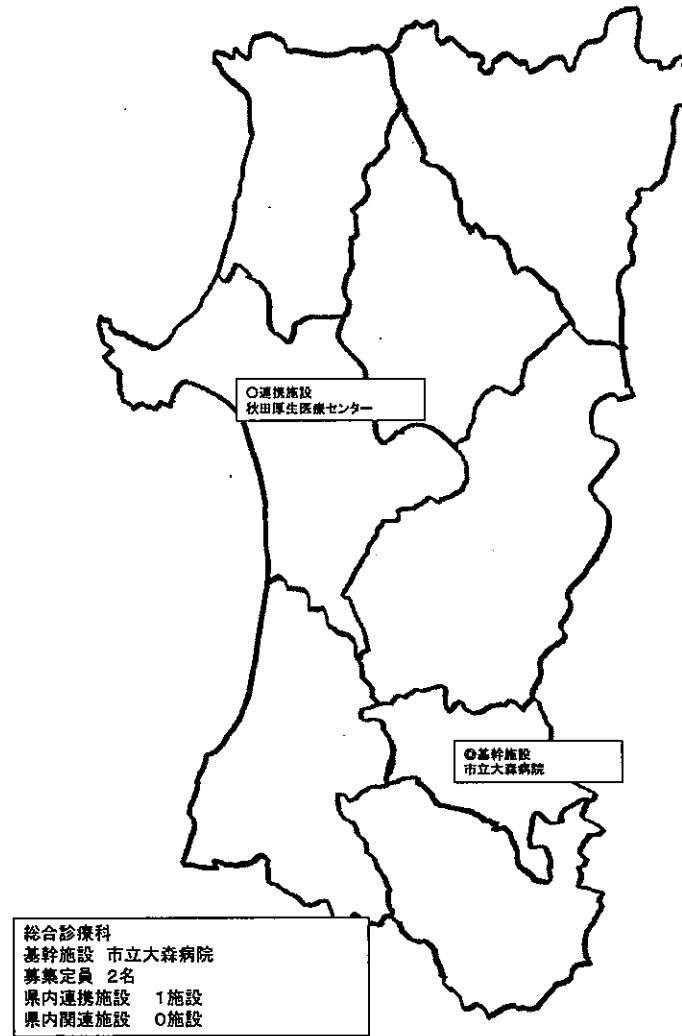 〇連携施設
秋田厚生医療センター
◎基幹施設
市立大森病院
総合診療科
基幹施設 市立大森病院
募集定員 2名
県内連携施設 1施設
県内関連施設 0施設